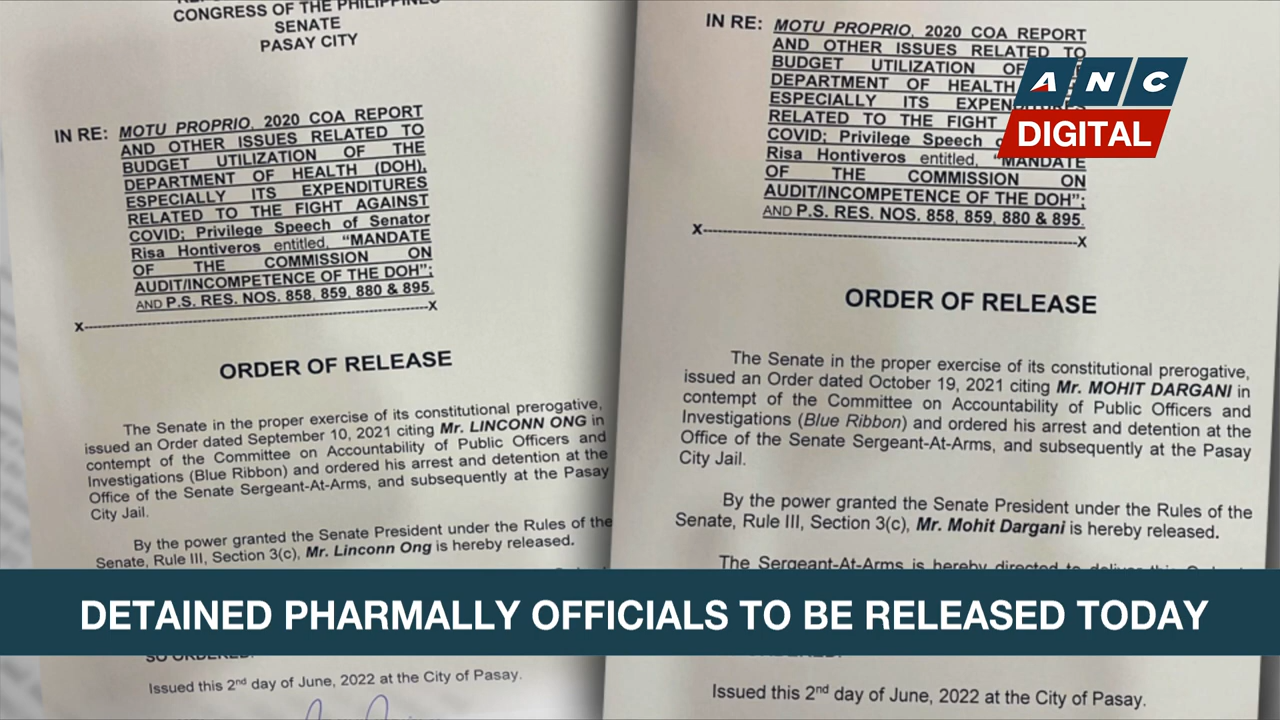 CONGRESS OF THE PHILIPPINES
SENATE
PASAY CITY
IN RE: MOTU PROPRIO, 2020 COA REPORT
AND OTHER ISSUES RELATED TO
BUDGET UTILIZATION OF THE
DEPARTMENT OF HEALTH (DOH),
ESPECIALLY ITS EXPENDITURES
RELATED TO THE FIGHT AGAINST
COVID; Privilege Speech of Senator
Risa Hontiveros entitled, “MANDATE
OF THE COMMISSION ON
AUDIT/INCOMPETENCE OF THE DOH”;
AND P.S. RES. NOS. 858, 859, 880 & 895.
X-----------------------------------------------------X
ORDER OF RELEASE
The Senate in the proper exercise of its constitutional prerogative,
issued an Order dated September 10, 2021 citing Mr. LINCONN ONG in
contempt of the Committee on Accountability of Public Officers and
Investigations (Blue Ribbon) and ordered his arrest and detention at the
Office of the Senate Sergeant-At-Arms, and subsequently at the Pasay
City Jail.
By the power granted the Senate President under the Rules of the
Senate, Rule III, Section 3(c), Mr. Linconn Ong is hereby released.
SO ORDERED.
Issued this 2nd day of June, 2022 at the City of Pasay.
IN RE: MOTU PROPRIO, 2020 COA REPORT
AND OTHER ISSUES RELATED TO
BUDGET UTILIZATION OF
DEPARTMENT OF HEALTH
ESPECIALLY ITS EXPENDITURES
RELATED TO THE FIGHT
COVID; Privilege Speech
Risa Hontiveros entitled, “MANDATE
OF THE COMMISSION ON
AUDIT/INCOMPETENCE OF THE DOH”;
AND P.S. RES. NOS. 858, 859, 880 & 895.
X-----------------------------------------------------X
ORDER OF RELEASE
The Senate in the proper exercise of its constitutional prerogative,
issued an Order dated October 19, 2021 citing Mr. MOHIT DARGANI in
contempt of the Committee on Accountability of Public Officers and
Investigations (Blue Ribbon) and ordered his arrest and detention at the
Office of the Senate Sergeant-At-Arms, and subsequently at the Pasay
City Jail.
By the power granted the Senate President under the Rules of the
Senate, Rule III, Section 3(c), Mr. Mohit Dargani is hereby released.
The Sergeant-At-Arms is hereby directed to deliver this
Issued this 2nd day of June, 2022 at the City of Pasay.
ANC
DIGITAL
DETAINED PHARMALLY OFFICIALS TO BE RELEASED TODAY